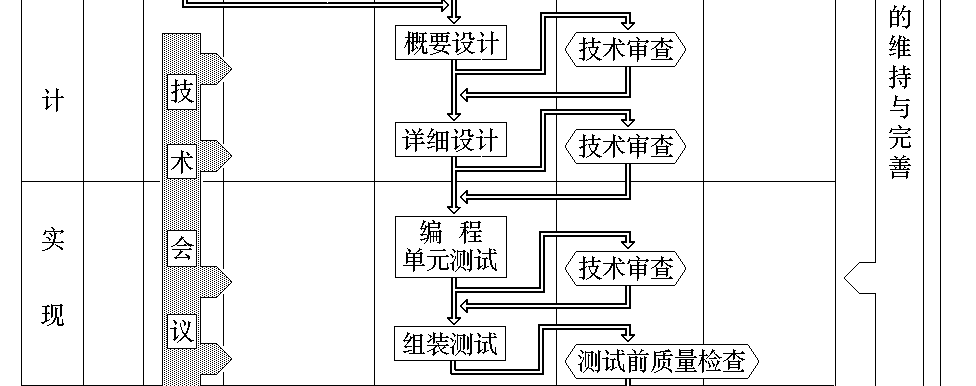 计
实
现
技
术
会
议
概要设计
技术审查
详细设计
技术审查
编 程
单元测试
技术审查
组装测试
测试前质量检查
的维持与完善